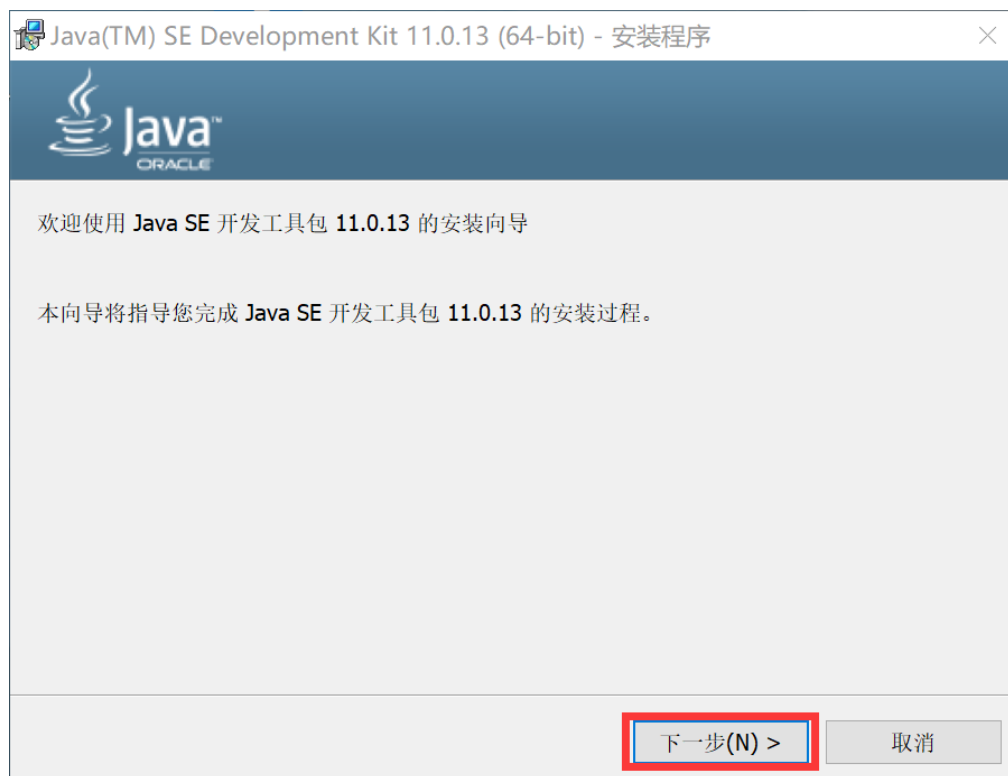 Java(TM) SE Development Kit 11.0.13 (64-bit) - 安装程序
Java™
ORACLE
欢迎使用 Java SE 开发工具包 11.0.13 的安装向导
本向导将指导您完成 Java SE 开发工具包 11.0.13 的安装过程。
下一步(N) >
取消